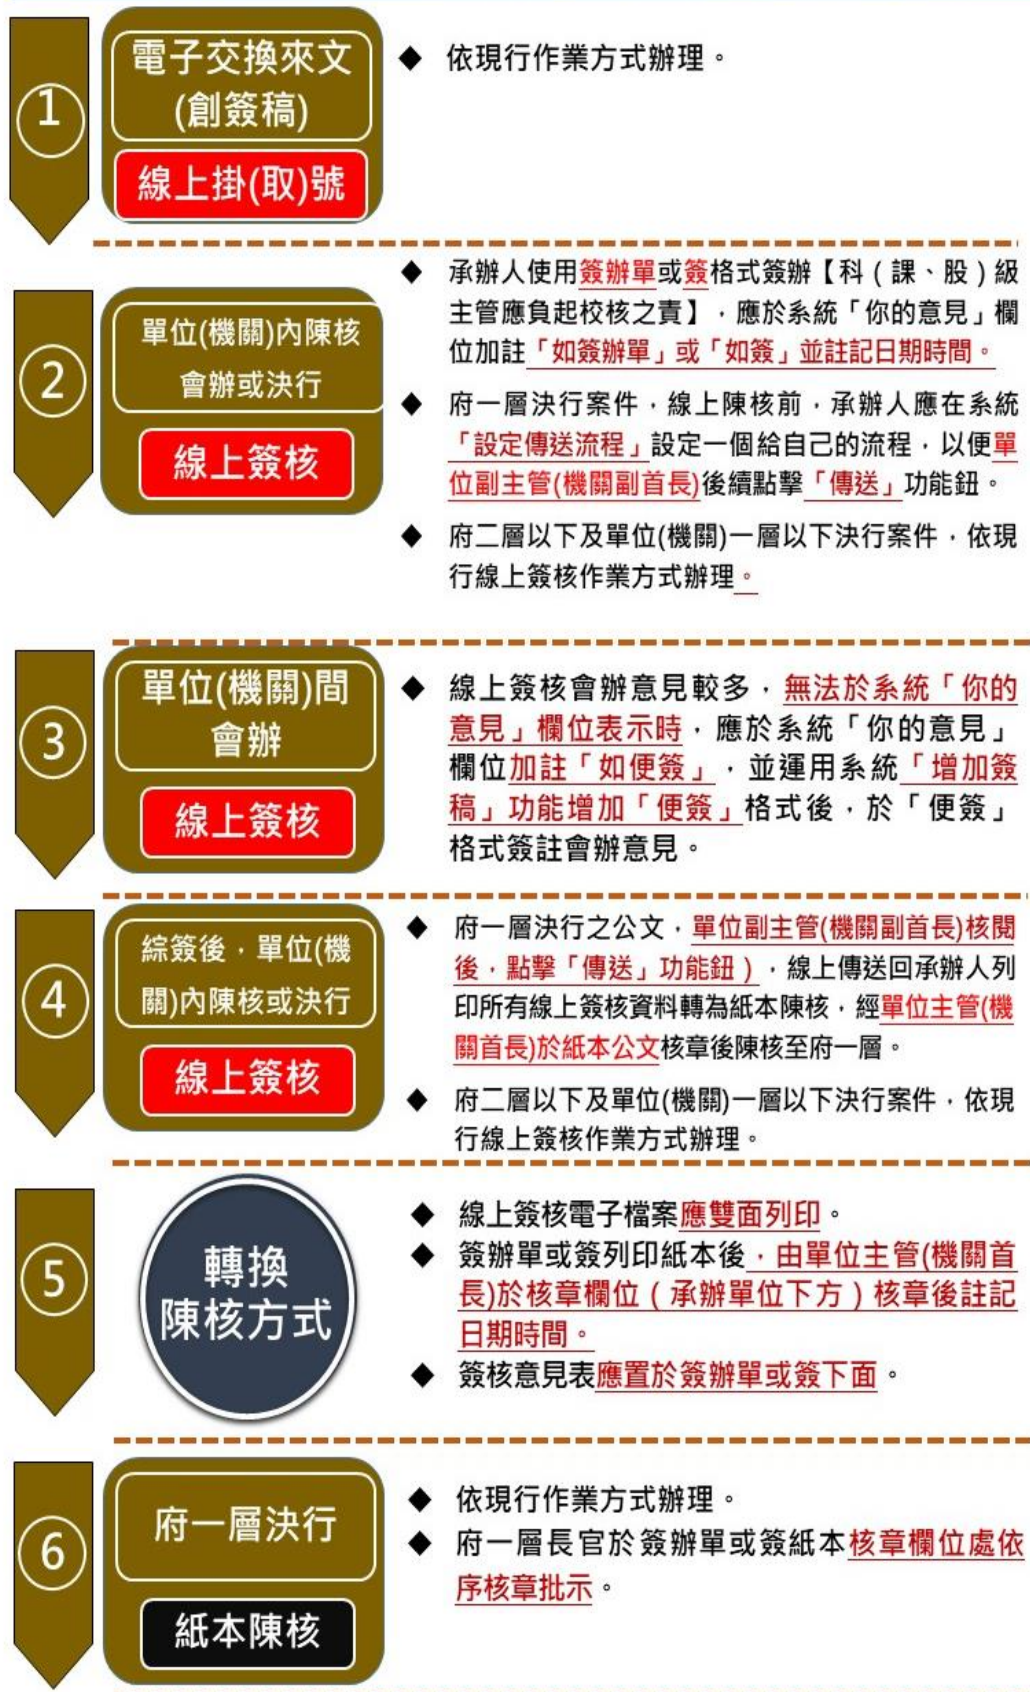 1
電子交換來文
(創簽稿)
線上掛(取)號
◆ 依現行作業方式辦理。
2
單位(機關)內陳核
會辦或決行
線上簽核
◆ 承辦人使用簽辦單或簽格式簽辦【科（課、股）級
主管應負起校核之責】，應於系統「你的意見」欄
位加註「如簽辦單」或「如簽」並註記日期時間。
◆ 府一層決行案件，線上陳核前，承辦人應在系統
「設定傳送流程」設定一個給自己的流程，以便單
位副主管(機關副首長)後續點擊「傳送」功能鈕。
◆ 府二層以下及單位(機關)一層以下決行案件，依現
行線上簽核作業方式辦理。
3
單位(機關)間
會辦
線上簽核
◆ 線上簽核會辦意見較多，無法於系統「你的
意見」欄位表示時，應於系統「你的意見」
欄位加註「如便簽」，並運用系統「增加簽
稿」功能增加「便簽」格式後，於「便簽」
格式簽註會辦意見。
4
綜簽後，單位(機
關)內陳核或決行
線上簽核
◆ 府一層決行之公文，單位副主管(機關副首長)核閱
後，點擊「傳送」功能鈕），線上傳送回承辦人列
印所有線上簽核資料轉為紙本陳核，經單位主管(機
關首長)於紙本公文核章後陳核至府一層。
◆ 府二層以下及單位(機關)一層以下決行案件，依現
行線上簽核作業方式辦理。
5
轉換
陳核方式
◆ 線上簽核電子檔案應雙面列印。
◆ 簽辦單或簽列印紙本後，由單位主管(機關首
長)於核章欄位（承辦單位下方）核章後註記
日期時間。
◆ 簽核意見表應置於簽辦單或簽下面。
6
府一層決行
紙本陳核
◆ 依現行作業方式辦理。
◆ 府一層長官於簽辦單或簽紙本核章欄位處依
序核章批示。